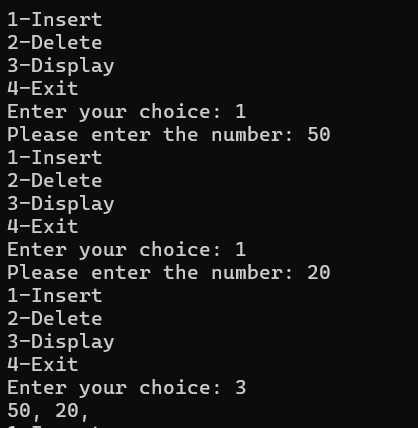 1-Insert
2-Delete
3-Display
4-Exit
Enter your choice: 1
Please enter the number: 50
1-Insert
2-Delete
3-Display
4-Exit
Enter your choice: 1
Please enter the number: 20
1-Insert
2-Delete
3-Display
4-Exit
Enter your choice: 3
50, 20,